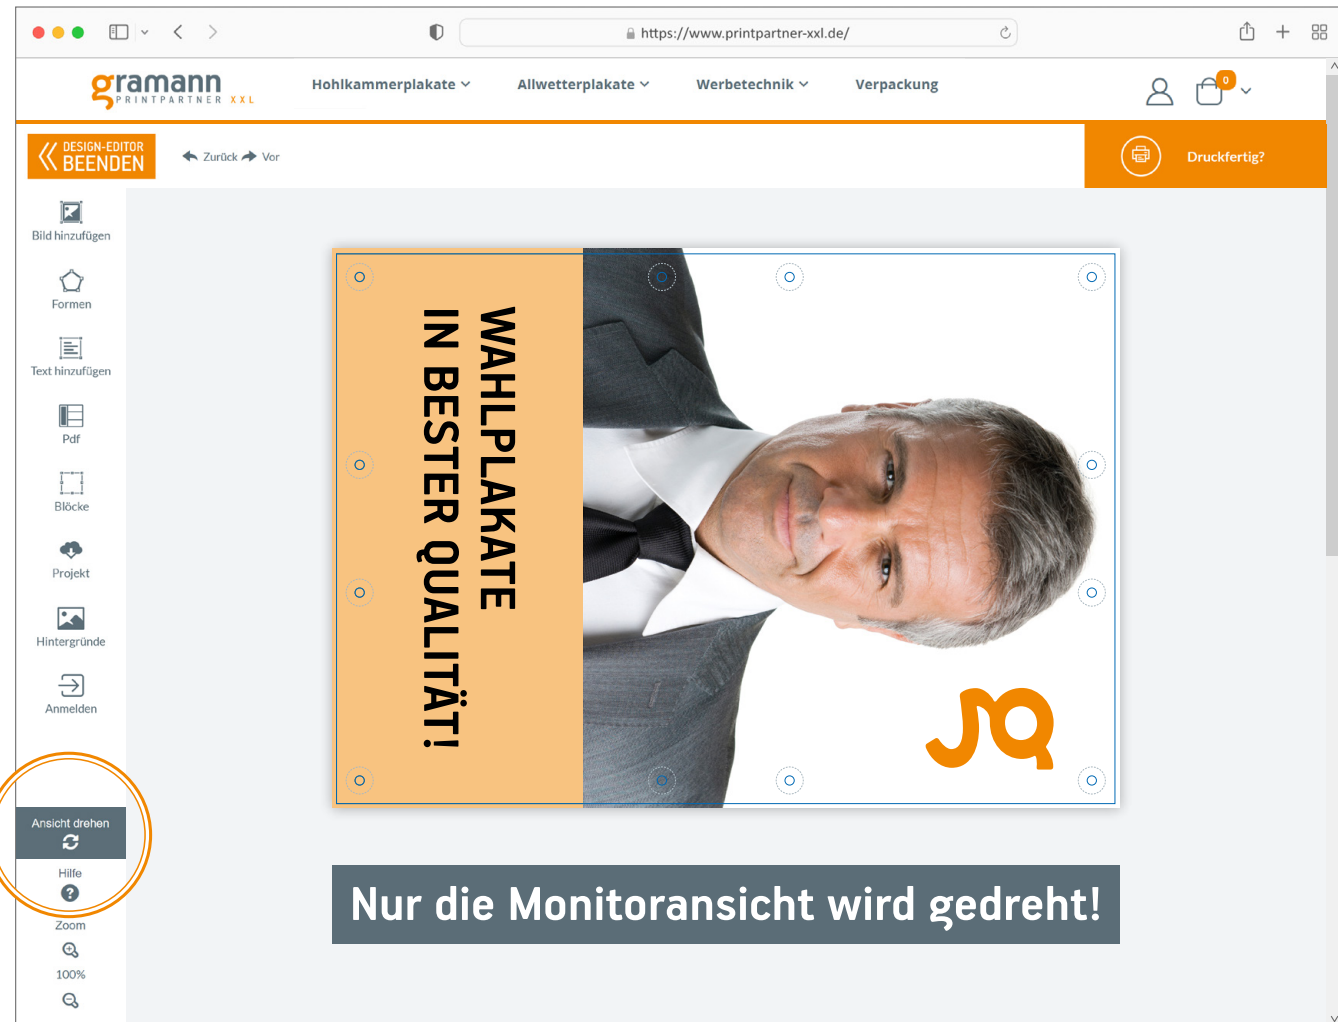 https://www.printpartner-xxl.de/
gramann
PRINTPARTNER XXL
Hohlkammerplakate
Allwetterplakate
Werbetechnik
Verpackung
0
DESIGN-EDITOR
BEENDEN
Zurück
Vor
Druckfertig?
Bild hinzufügen
Formen
Text hinzufügen
Pdf
Blöcke
Projekt
Hintergründe
Anmelden
Ansicht drehen
Hilfe
Zoom
100%
WAHLPLAKATE
IN BESTER QUALITÄT!
Nur die Monitoransicht wird gedreht!